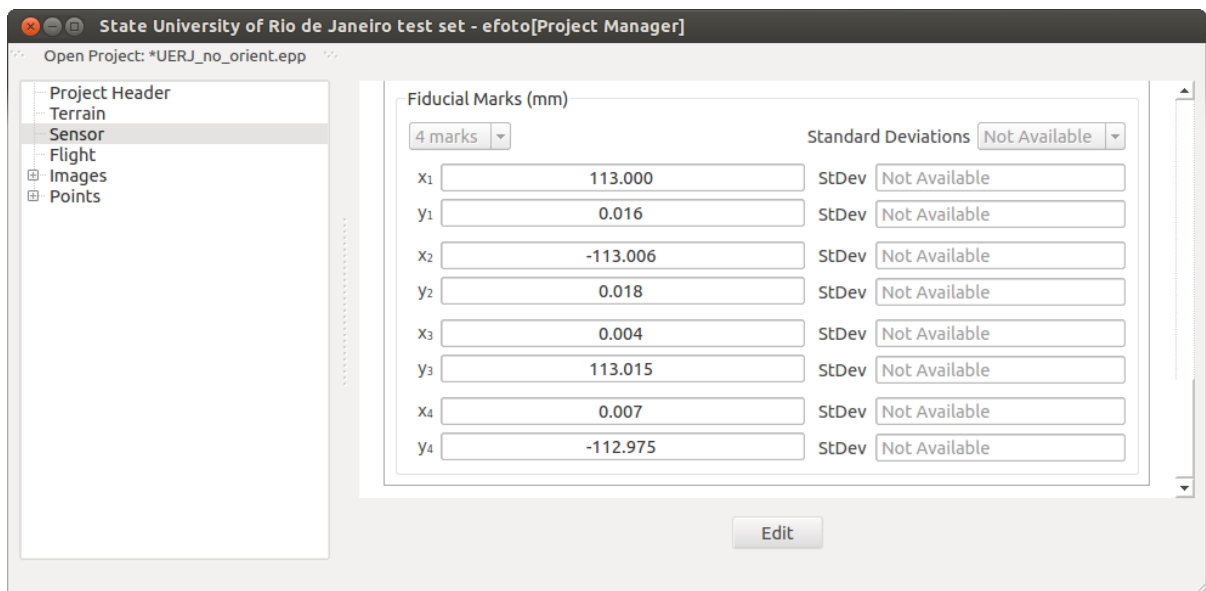 State University of Rio de Janeiro test set - efoto[Project Manager]
Open Project: *UERJ_no_orient.epp
Project Header
Terrain
Sensor
Flight
Images
Points
Fiducial Marks (mm)
4 marks Standard Deviations Not Available
x1 113.000 StDev Not Available
y1 0.016 StDev Not Available
x2 -113.006 StDev Not Available
y2 0.018 StDev Not Available
x3 0.004 StDev Not Available
y3 113.015 StDev Not Available
x4 0.007 StDev Not Available
y4 -112.975 StDev Not Available
Edit